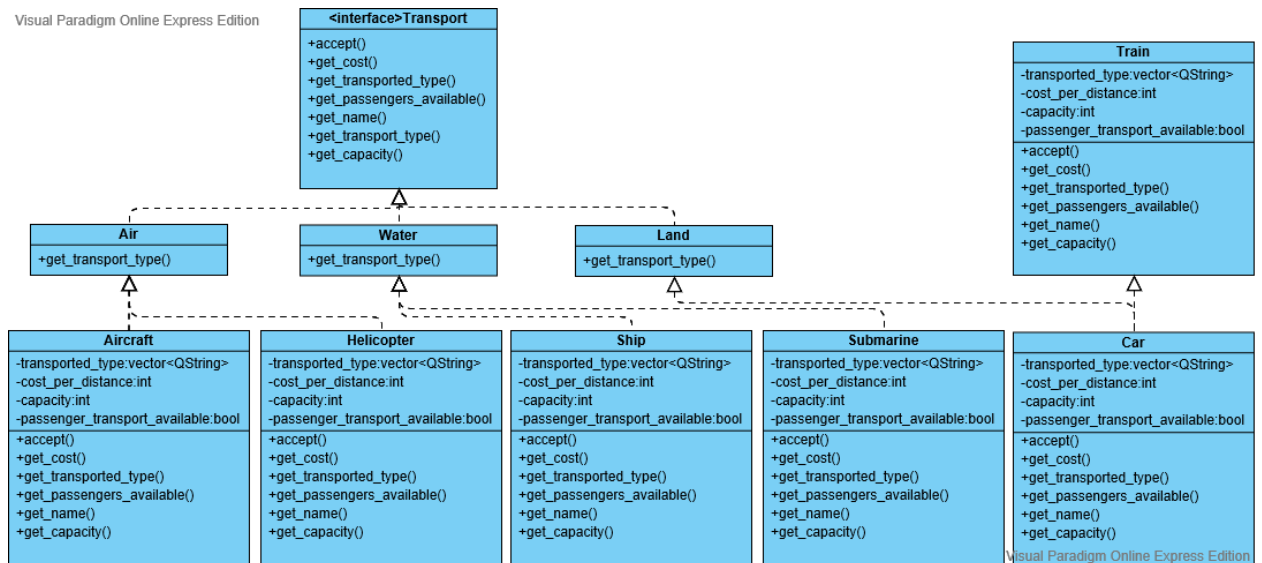 Visual Paradigm Online Express Edition
<interface>Transport
+accept()
+get_cost()
+get_transported_type()
+get_passengers_available()
+get_name()
+get_transport_type()
+get_capacity()
Train
-transported_type:vector<QString>
-cost_per_distance:int
-capacity:int
-passenger_transport_available:bool
+accept()
+get_cost()
+get_transported_type()
+get_passengers_available()
+get_name()
+get_capacity()
Air
+get_transport_type()
Water
+get_transport_type()
Land
+get_transport_type()
Aircraft
-transported_type:vector<QString>
-cost_per_distance:int
-capacity:int
-passenger_transport_available:bool
+accept()
+get_cost()
+get_transported_type()
+get_passengers_available()
+get_name()
+get_capacity()
Helicopter
-transported_type:vector<QString>
-cost_per_distance:int
-capacity:int
-passenger_transport_available:bool
+accept()
+get_cost()
+get_transported_type()
+get_passengers_available()
+get_name()
+get_capacity()
Ship
-transported_type:vector<QString>
-cost_per_distance:int
-capacity:int
-passenger_transport_available:bool
+accept()
+get_cost()
+get_transported_type()
+get_passengers_available()
+get_name()
+get_capacity()
Submarine
-transported_type:vector<QString>
-cost_per_distance:int
-capacity:int
-passenger_transport_available:bool
+accept()
+get_cost()
+get_transported_type()
+get_passengers_available()
+get_name()
+get_capacity()
Car
-transported_type:vector<QString>
-cost_per_distance:int
-capacity:int
-passenger_transport_available:bool
+accept()
+get_cost()
+get_transported_type()
+get_passengers_available()
+get_name()
+get_capacity()
Visual Paradigm Online Express Edition